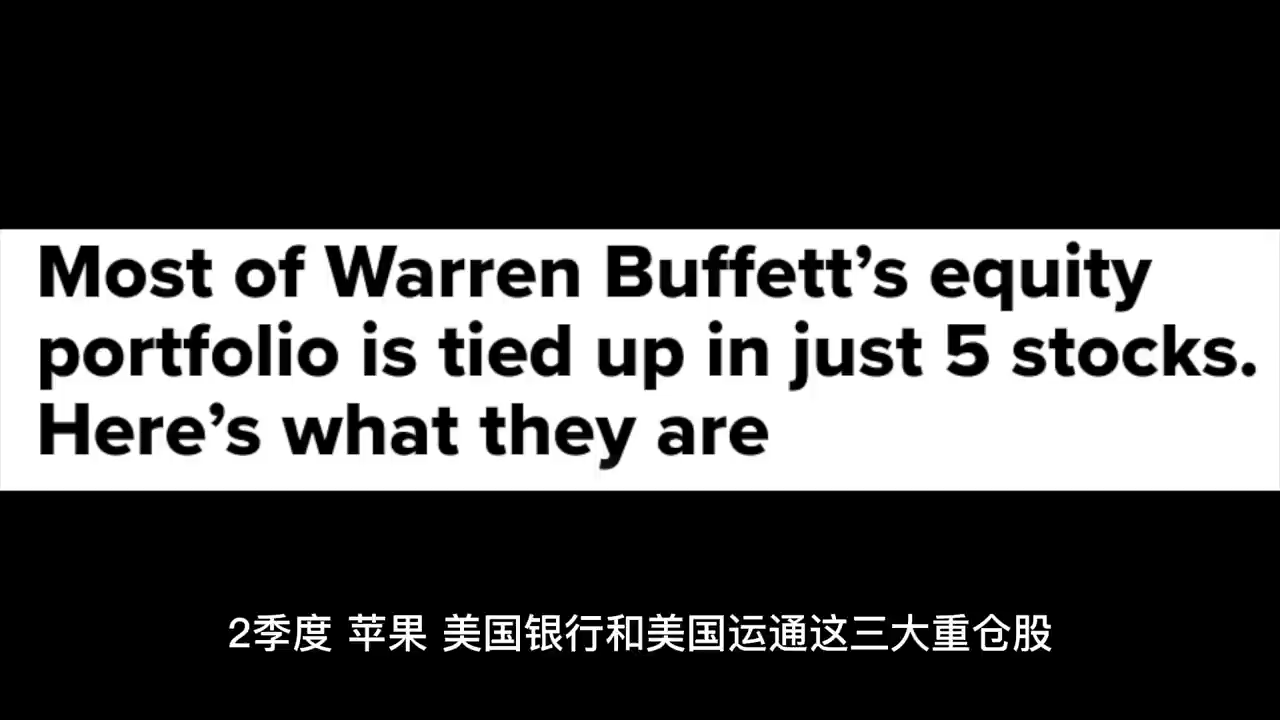 Most of Warren Buffett’s equity
portfolio is tied up in just 5 stocks.
Here’s what they are
2季度 苹果 美国银行和美国运通这三大重仓股